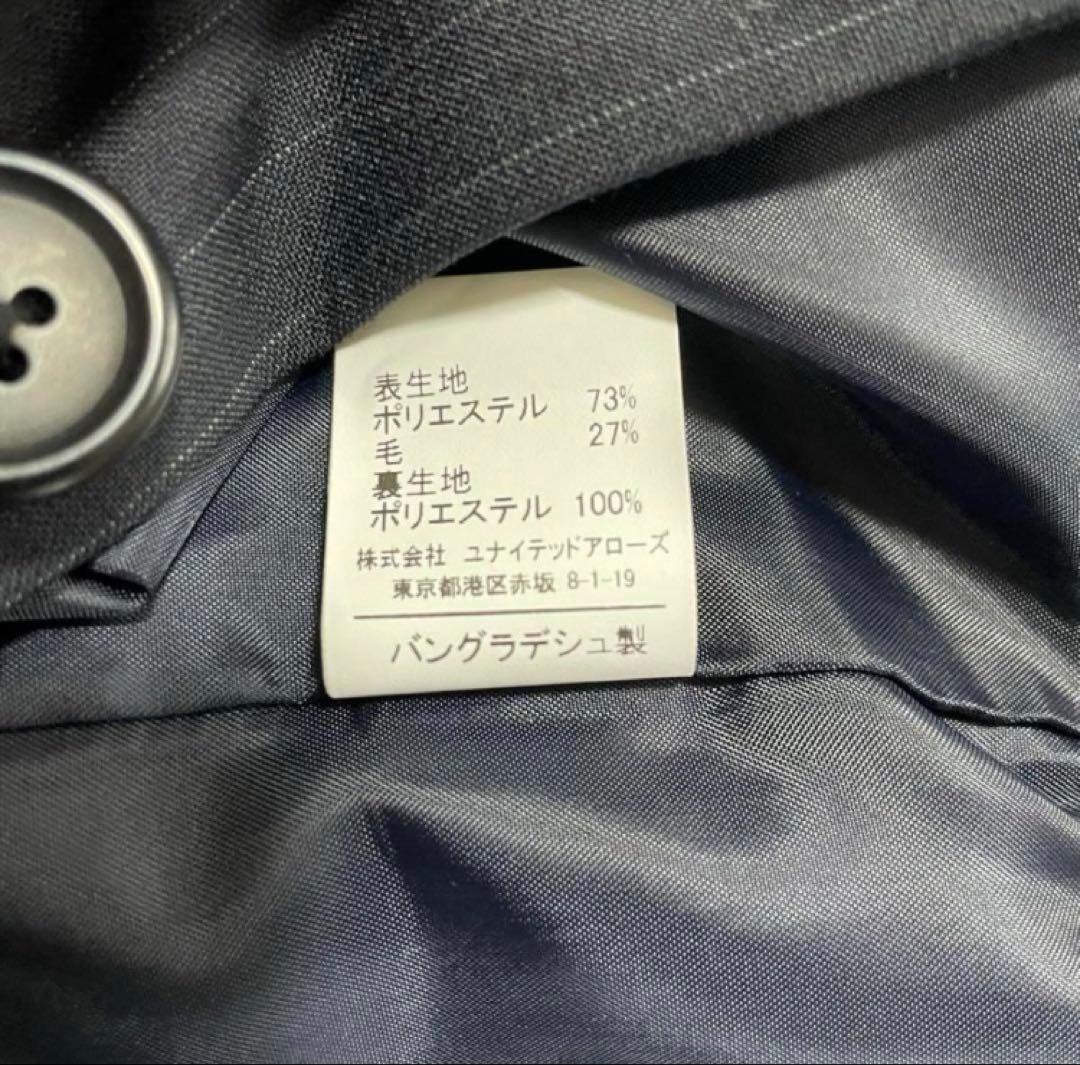 表生地
ポリエステル 73%
毛 27%
裏生地
ポリエステル 100%
株式会社 ユナイテッドアローズ
東京都港区赤坂 8-1-19
バングラデシュ製